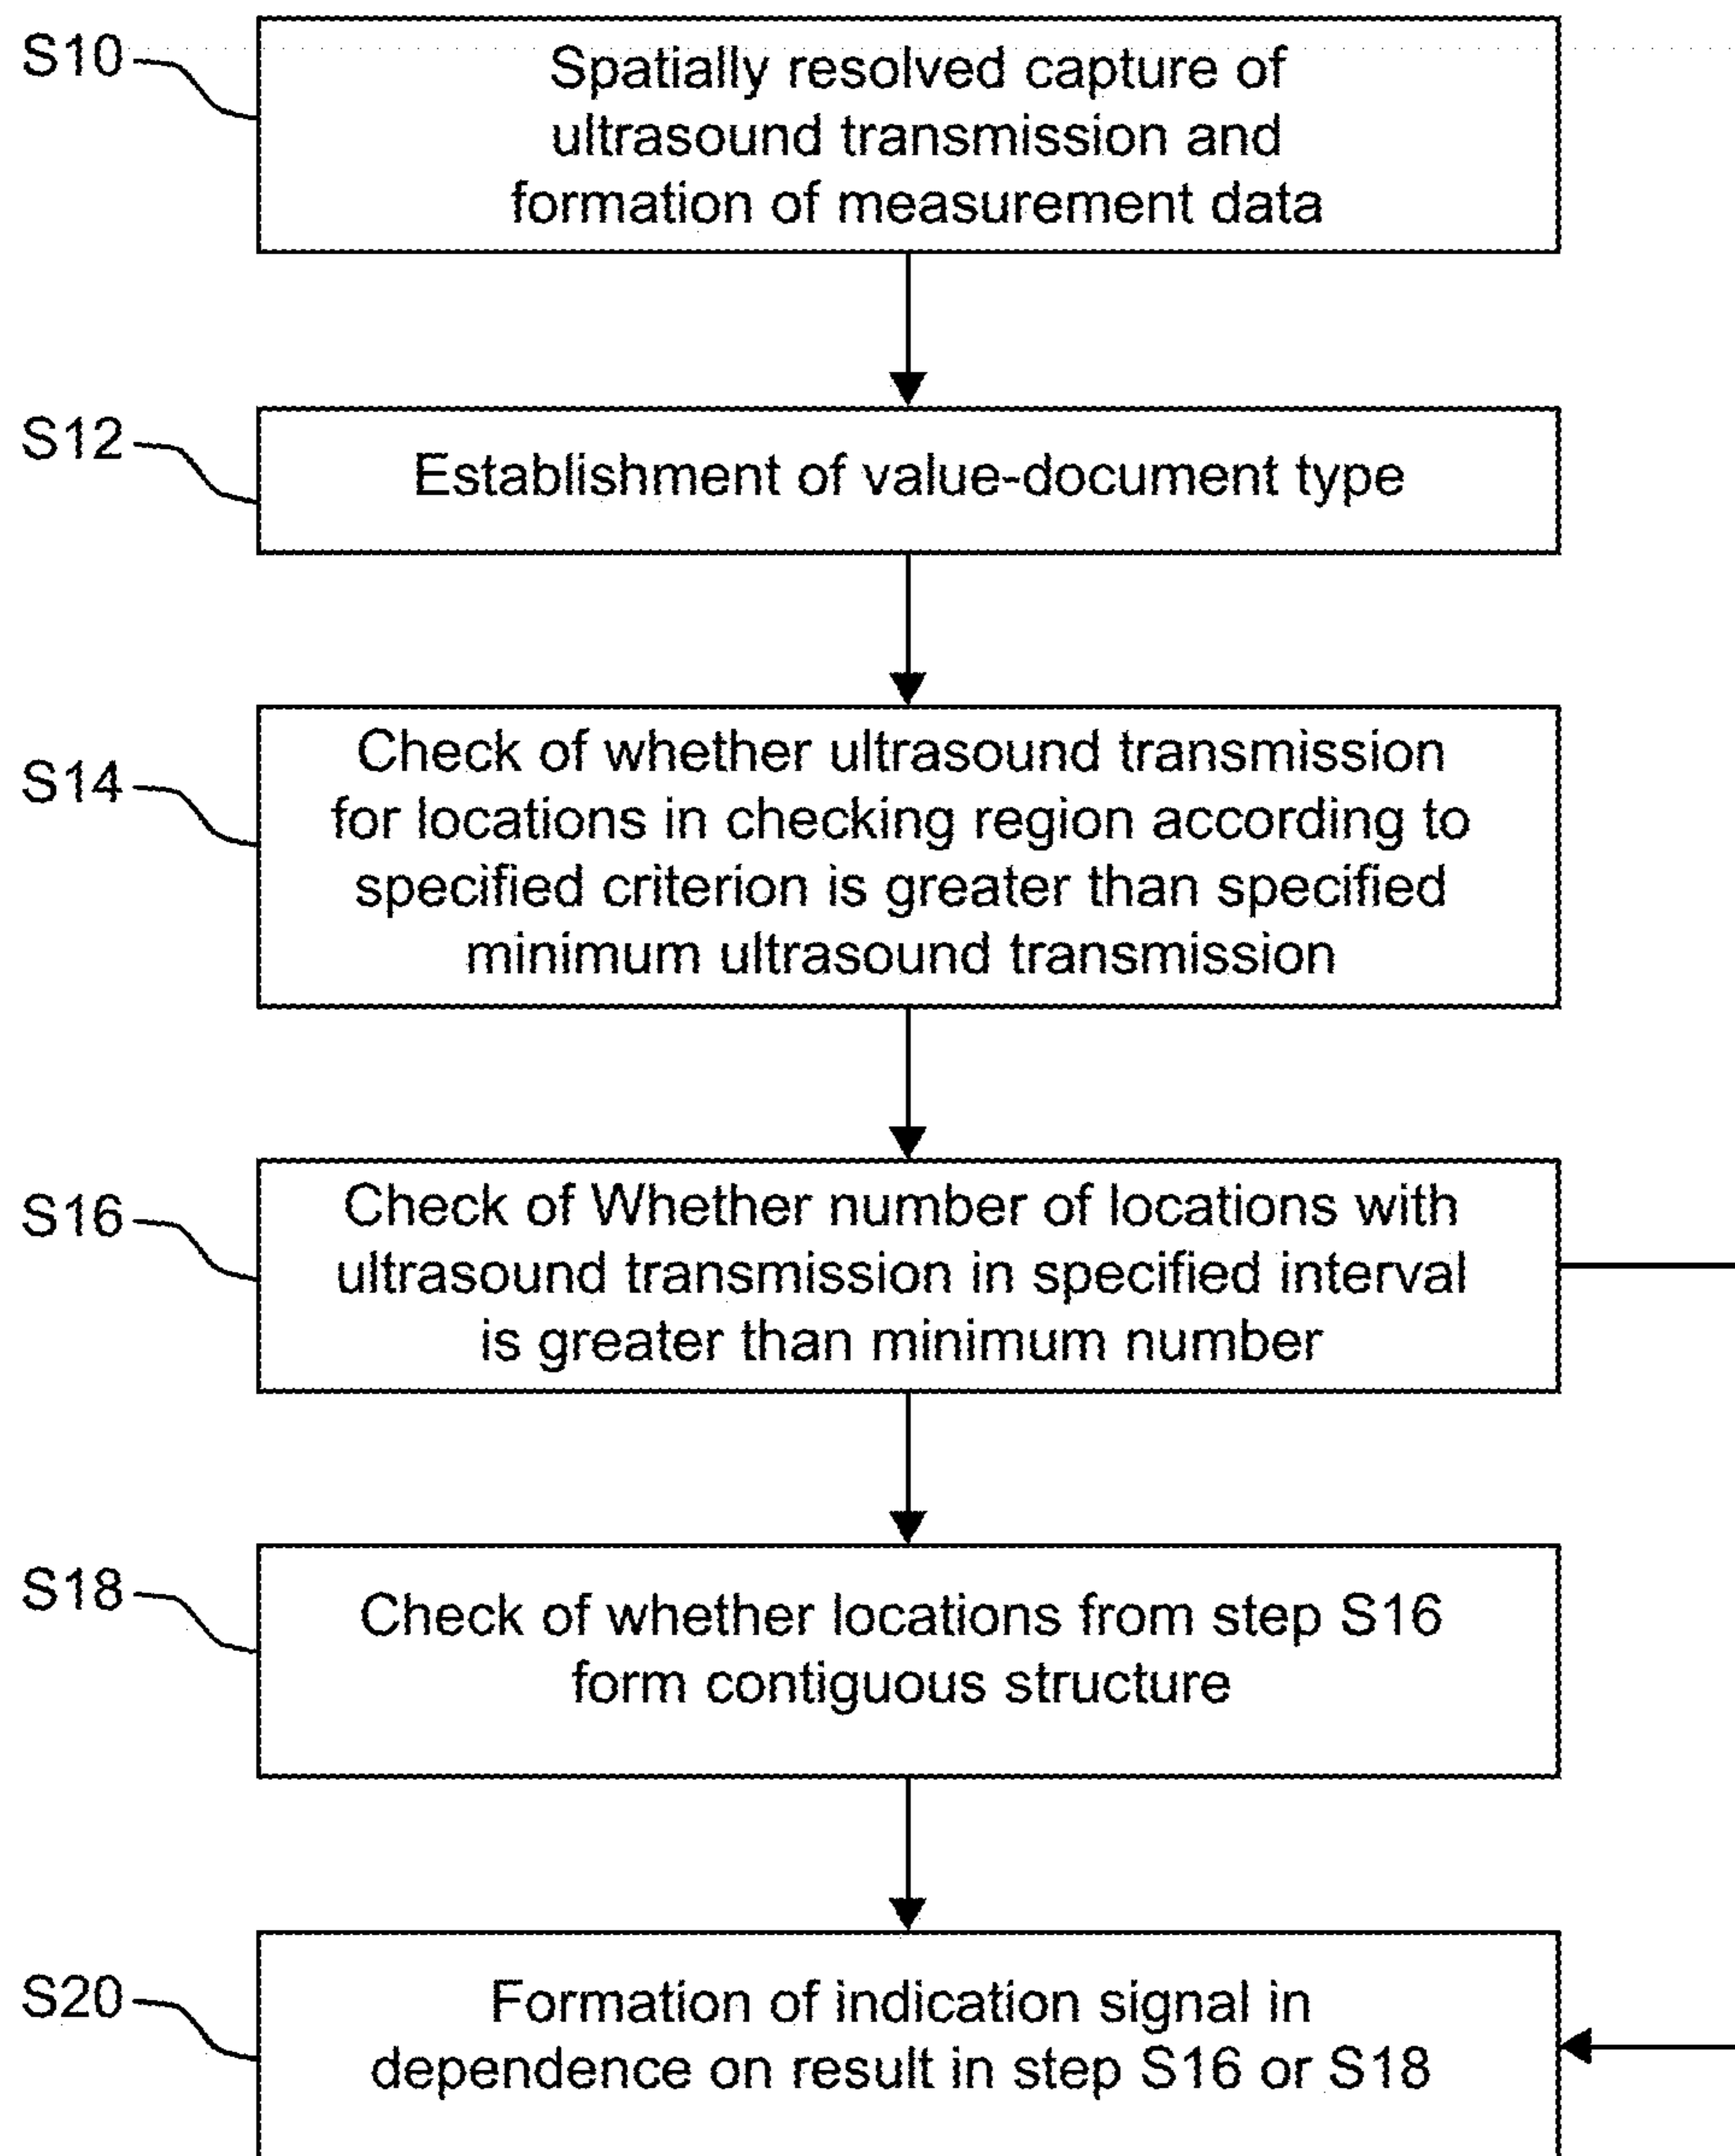 S10
Spatially resolved capture of
ultrasound transmission and
formation of measurement data
S12
Establishment of value-document type
S14
Check of whether ultrasound transmission
for locations in checking region according to
specified criterion is greater than specified
minimum ultrasound transmission
S16
Check of Whether number of locations with
ultrasound transmission in specified interval
is greater than minimum number
S18
Check of whether locations from step S16
form contiguous structure
S20
Formation of indication signal in
dependence on result in step S16 or S18